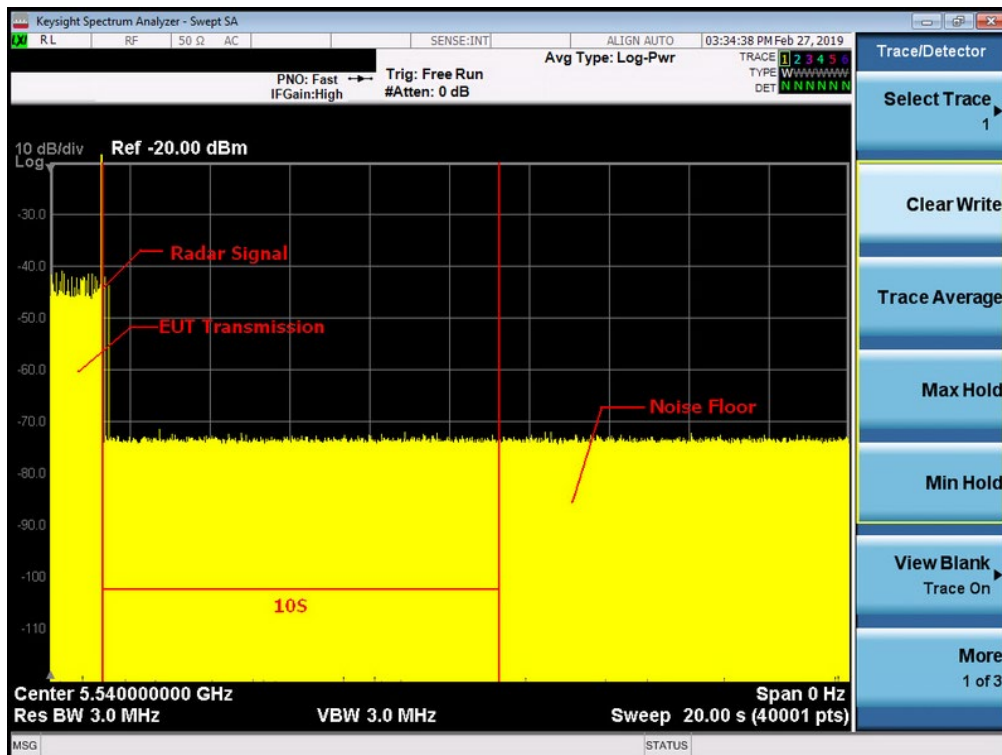 Keysight Spectrum Analyzer - Swept SA
LXI RL RF 50 Ω AC SENSE:INT ALIGN AUTO 03:34:38 PM Feb 27, 2019
Avg Type: Log-Pwr TRACE 1 2 3 4 5 6
PNO: Fast Trig: Free Run TYPE W WWWWW
IFGain:High #Atten: 0 dB DET N N N N N N
10 dB/div Ref -20.00 dBm
Log
-30.0
Radar Signal
-40.0
-50.0
EUT Transmission
-60.0
-70.0
Noise Floor
-80.0
-90.0
-100
10S
-110
Center 5.540000000 GHz Span 0 Hz
Res BW 3.0 MHz VBW 3.0 MHz Sweep 20.00 s (40001 pts)
MSG STATUS
Trace/Detector
Select Trace
1
Clear Write
Trace Average
Max Hold
Min Hold
View Blank
Trace On
More
1 of 3